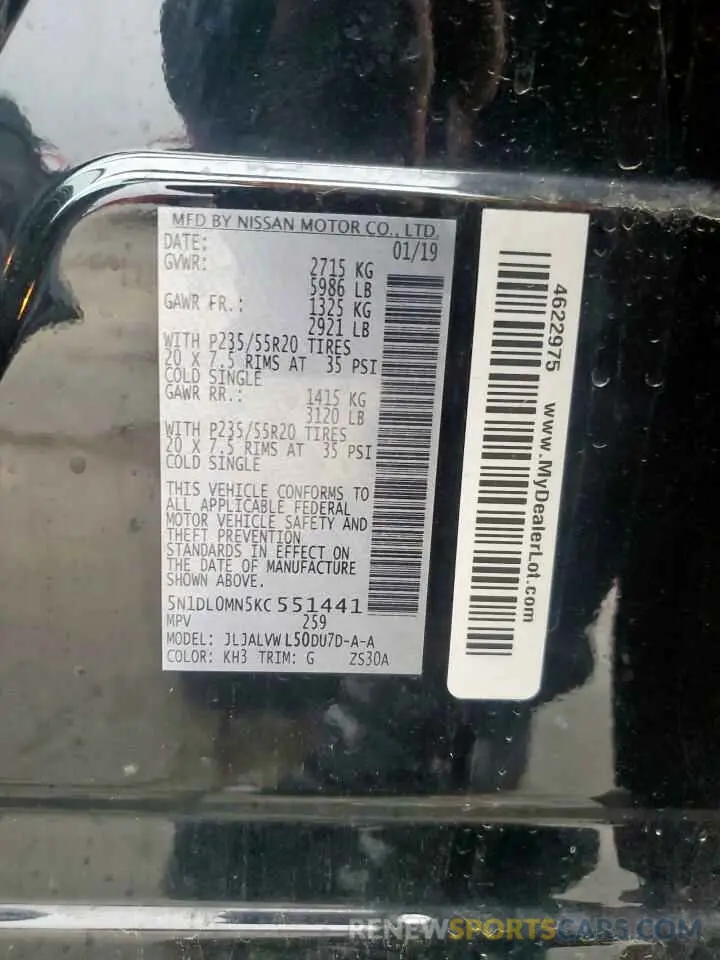 MFD BY NISSAN MOTOR CO., LTD.
DATE: 01/19
GVWR: 2715 KG
5986 LB
GAWR FR.: 1325 KG
2921 LB
WITH P235/55R20 TIRES
20 X 7.5 RIMS AT 35 PSI
COLD SINGLE
GAWR RR.: 1415 KG
3120 LB
WITH P235/55R20 TIRES
20 X 7.5 RIMS AT 35 PSI
COLD SINGLE
THIS VEHICLE CONFORMS TO
ALL APPLICABLE FEDERAL
MOTOR VEHICLE SAFETY AND
THEFT PREVENTION
STANDARDS IN EFFECT ON
THE DATE OF MANUFACTURE
SHOWN ABOVE.
5N1DL0MN5KC551441
MPV 259
MODEL: JLJALVWL50DU7D-A-A
COLOR: KH3 TRIM: G ZS30A
4622975 www.MyDealerLot.com
RENEWSPORTSCARS.COM